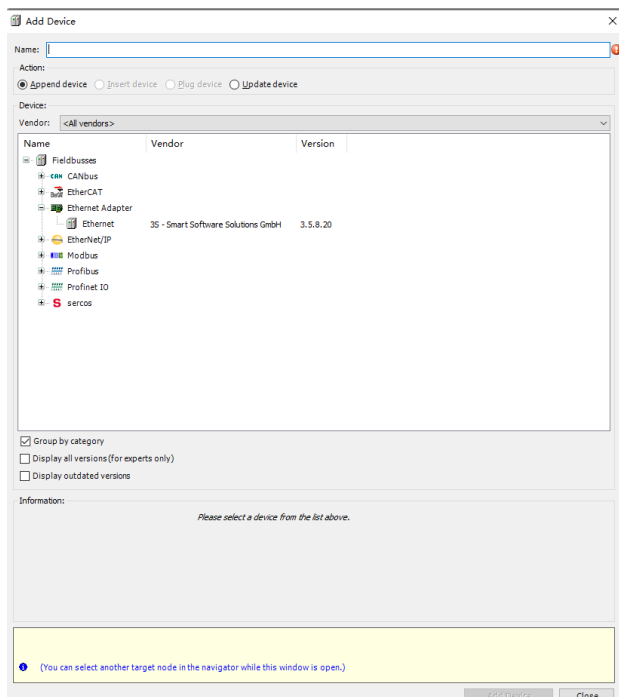 Add Device
Name:
Action:
Append device Insert device Plug device Update device
Device:
Vendor: <All vendors>
Name Vendor Version
Fieldbusses
CAN CANbus
EtherCAT
Ethernet Adapter
Ethernet 3S - Smart Software Solutions GmbH 3.5.8.20
EtherNet/IP
Modbus
Profibus
Profinet IO
S sercos
Group by category
Display all versions (for experts only)
Display outdated versions
Information:
Please select a device from the list above.
(You can select another target node in the navigator while this window is open.)
Add Device Close